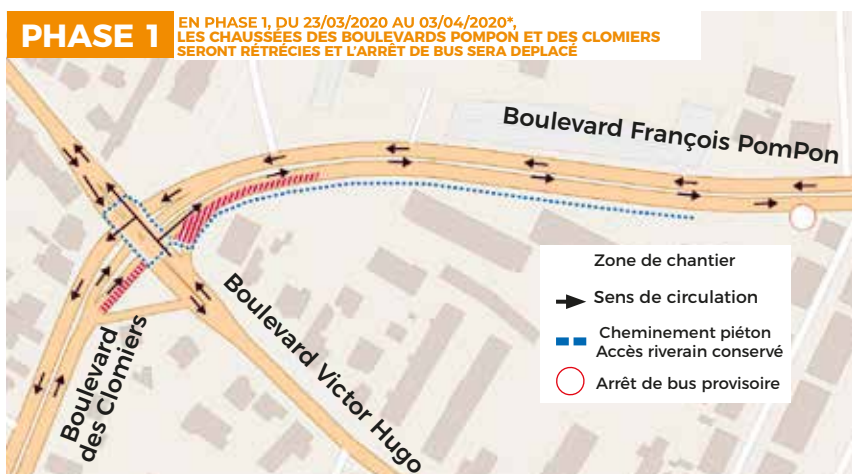 PHASE 1
EN PHASE 1, DU 23/03/2020 AU 03/04/2020*,
LES CHAUSSÉES DES BOULEVARDS POMPON ET DES CLOMIERS
SERONT RÉTRÉCIES ET L'ARRÊT DE BUS SERA DEPLACÉ
Boulevard François PomPon
Boulevard
des Clomiers
Boulevard Victor Hugo
Zone de chantier
Sens de circulation
Cheminement piéton
Accès riverain conservé
Arrêt de bus provisoire